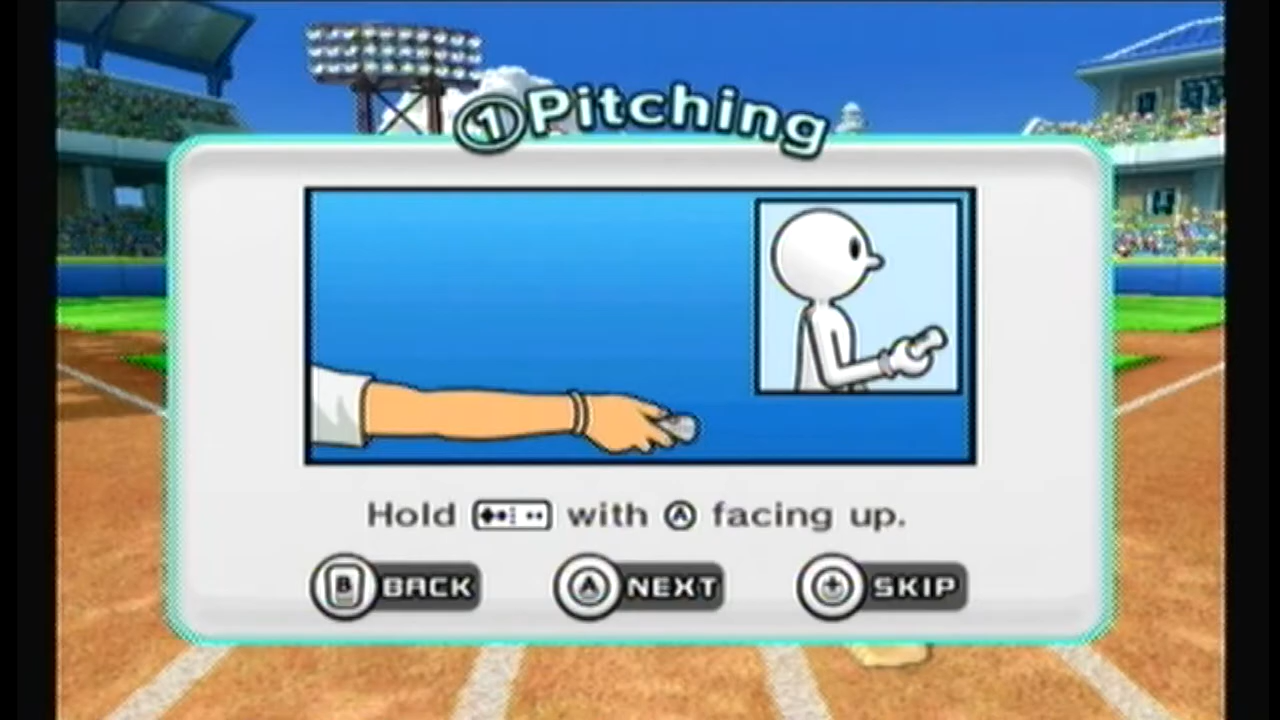 ①Pitching
Hold with Ⓐ facing up.
B BACK A NEXT + SKIP